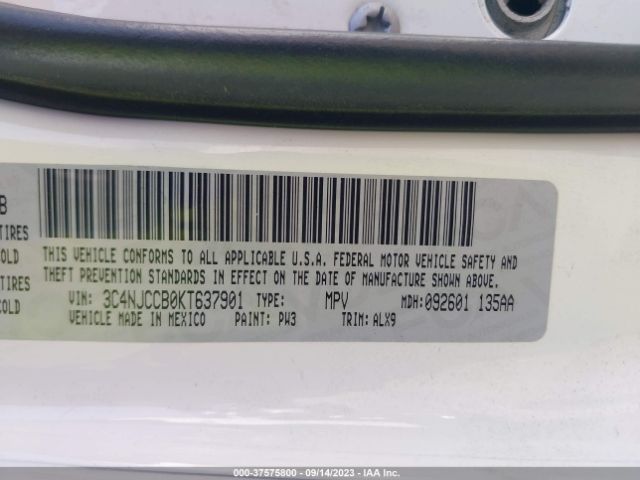 B
TIRES
COLD
TIRES
COLD
THIS VEHICLE CONFORMS TO ALL APPLICABLE U.S.A. FEDERAL MOTOR VEHICLE SAFETY AND
THEFT PREVENTION STANDARDS IN EFFECT ON THE DATE OF MANUFACTURE SHOWN ABOVE.
VIN: 3C4NJCCB0KT637901 TYPE: MPV MDH: 092601 135AA
VEHICLE MADE IN MEXICO PAINT: PW3 TRIM: ALX9
000-37575800 - 09/14/2023 - IAA Inc.